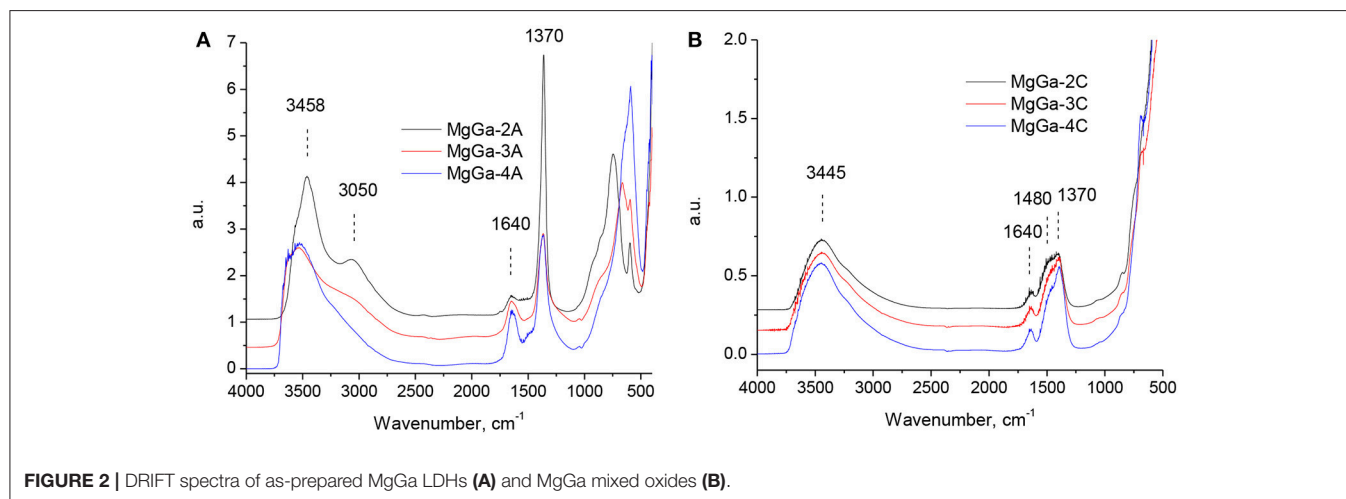 A
7
6
5
4
3
2
1
0
a.u.
3458
3050
1640
1370
MgGa-2A
MgGa-3A
MgGa-4A
4000 3500 3000 2500 2000 1500 1000 500
Wavenumber, cm⁻¹
B
2.0
1.5
1.0
0.5
0.0
a.u.
MgGa-2C
MgGa-3C
MgGa-4C
3445
1480
1370
1640
4000 3500 3000 2500 2000 1500 1000 500
Wavenumber, cm⁻¹
FIGURE 2 | DRIFT spectra of as-prepared MgGa LDHs (A) and MgGa mixed oxides (B).